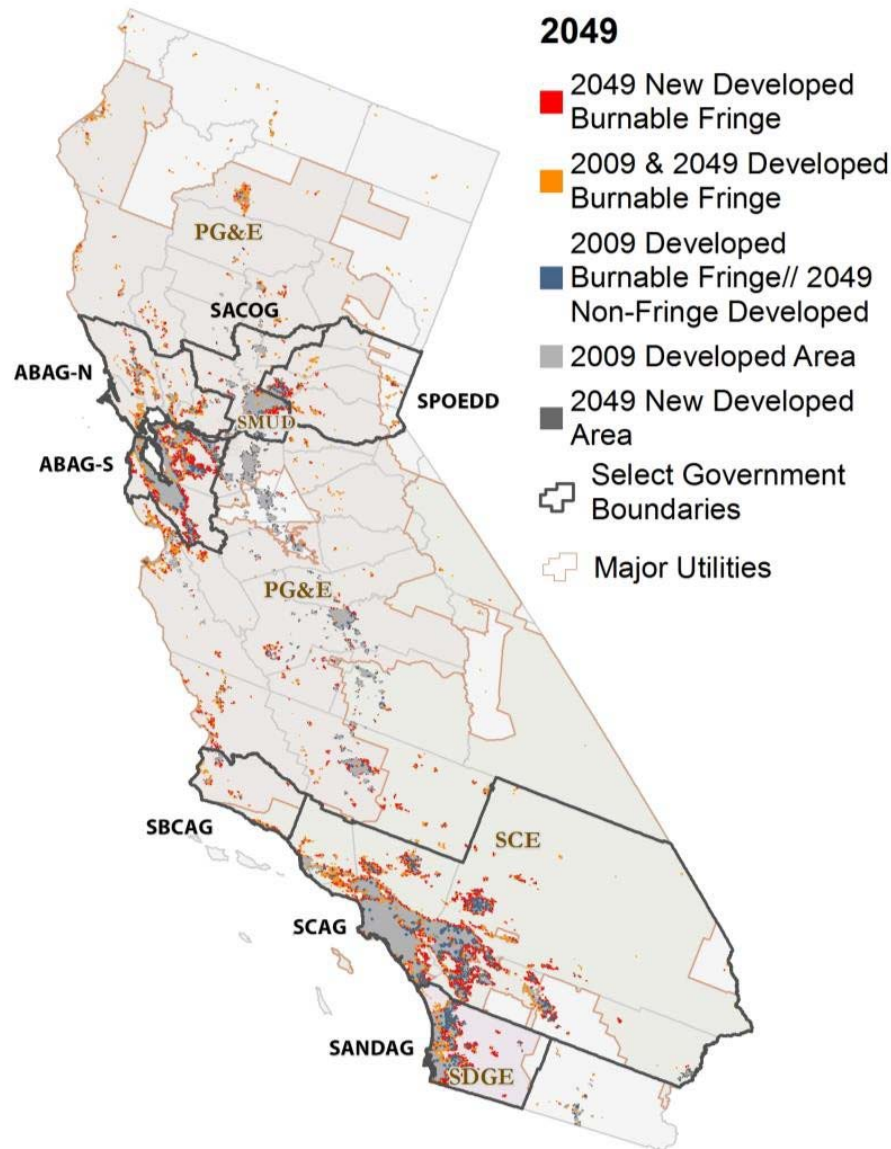 2049
2049 New Developed
Burnable Fringe
2009 & 2049 Developed
Burnable Fringe
2009 Developed
Burnable Fringe// 2049
Non-Fringe Developed
2009 Developed Area
2049 New Developed
Area
Select Government
Boundaries
Major Utilities
PG&E
SACOG
ABAG-N
SPOEDD
SMUD
ABAG-S
PG&E
SBCAG
SCE
SCAG
SANDAG
SDGE